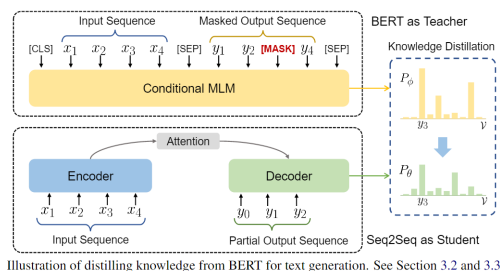 Input Sequence
Masked Output Sequence
BERT as Teacher
[CLS] x1 x2 x3 x4 [SEP] y1 y2 [MASK] y4 [SEP]
Conditional MLM
Knowledge Distillation
Pϕ
y3 𝒱
Attention
Encoder
Decoder
Pθ
y3 𝒱
x1 x2 x3 x4
y0 y1 y2
Input Sequence
Partial Output Sequence
Seq2Seq as Student
Illustration of distilling knowledge from BERT for text generation. See Section 3.2 and 3.3